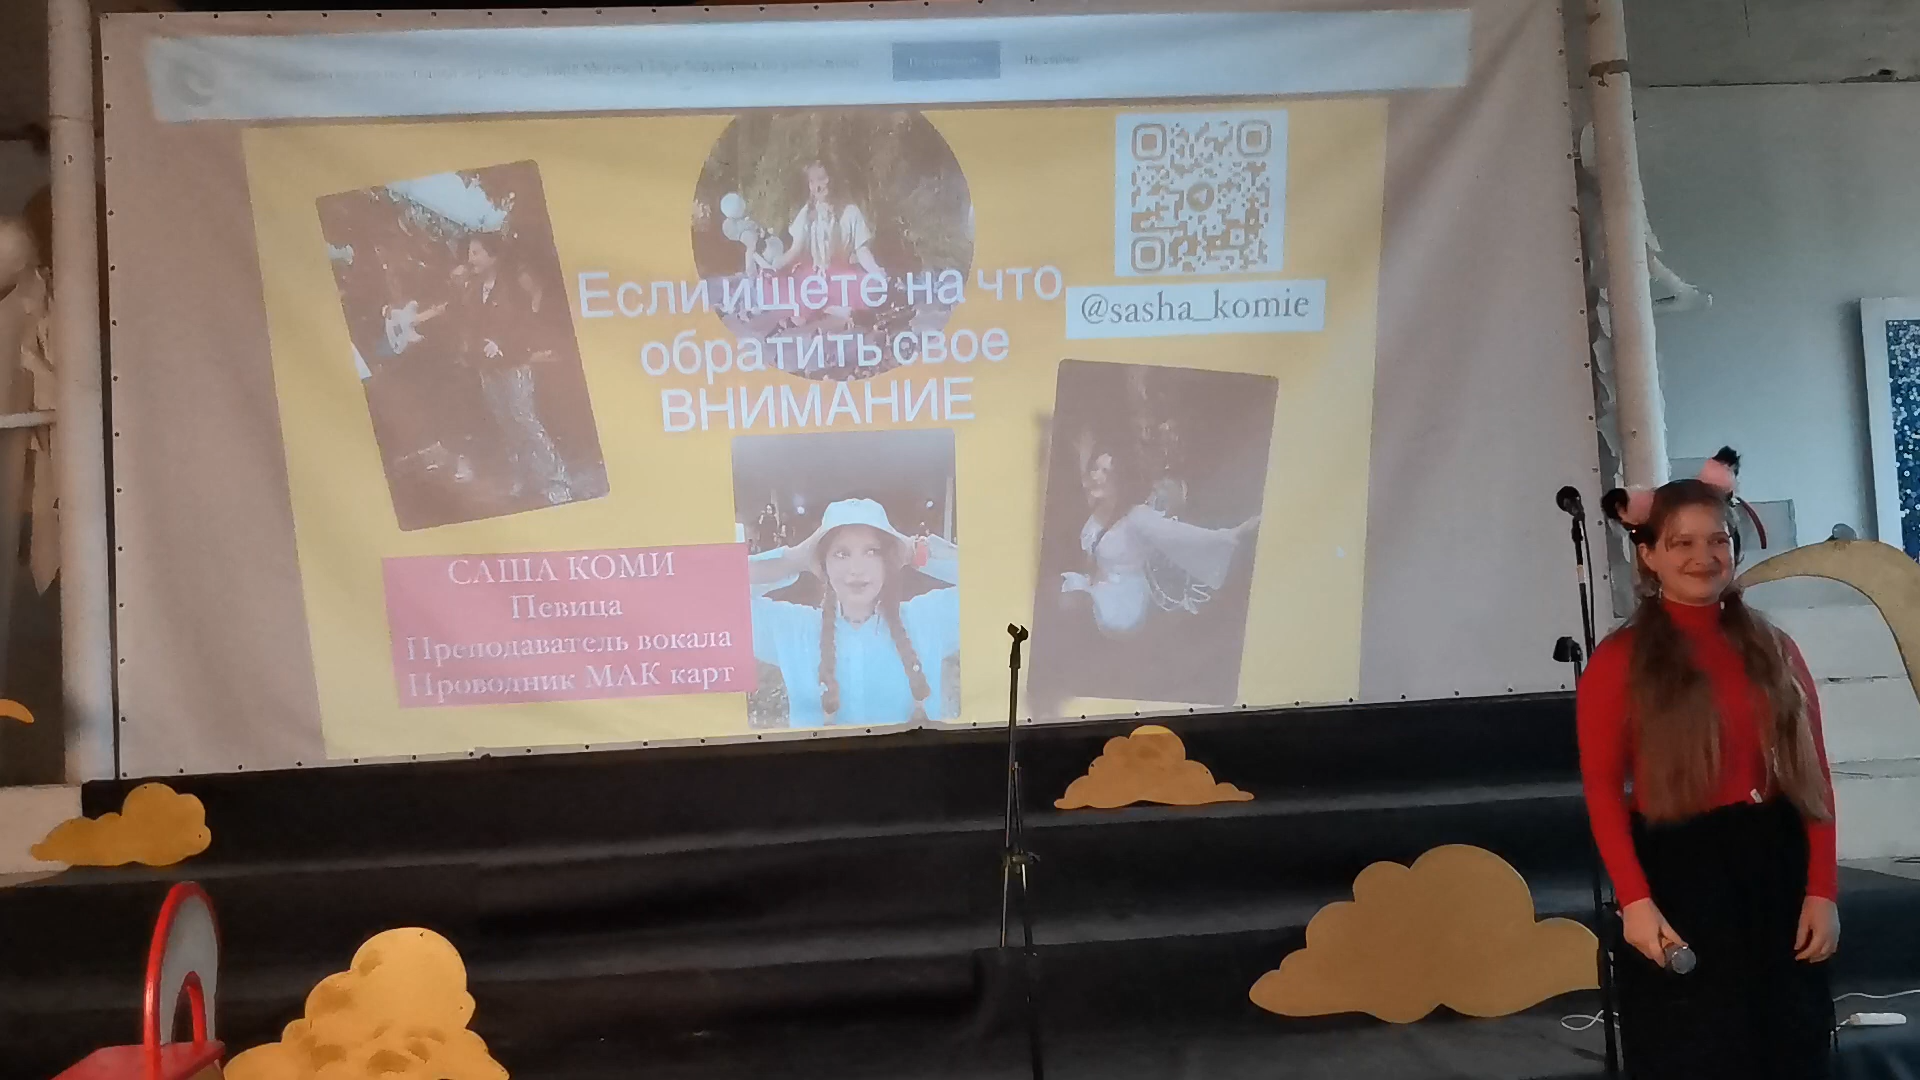 Если ищете на что
обратить свое
ВНИМАНИЕ
@sasha_komie
САША КОМИ
Певица
Преподаватель вокала
Проводник МАК карт